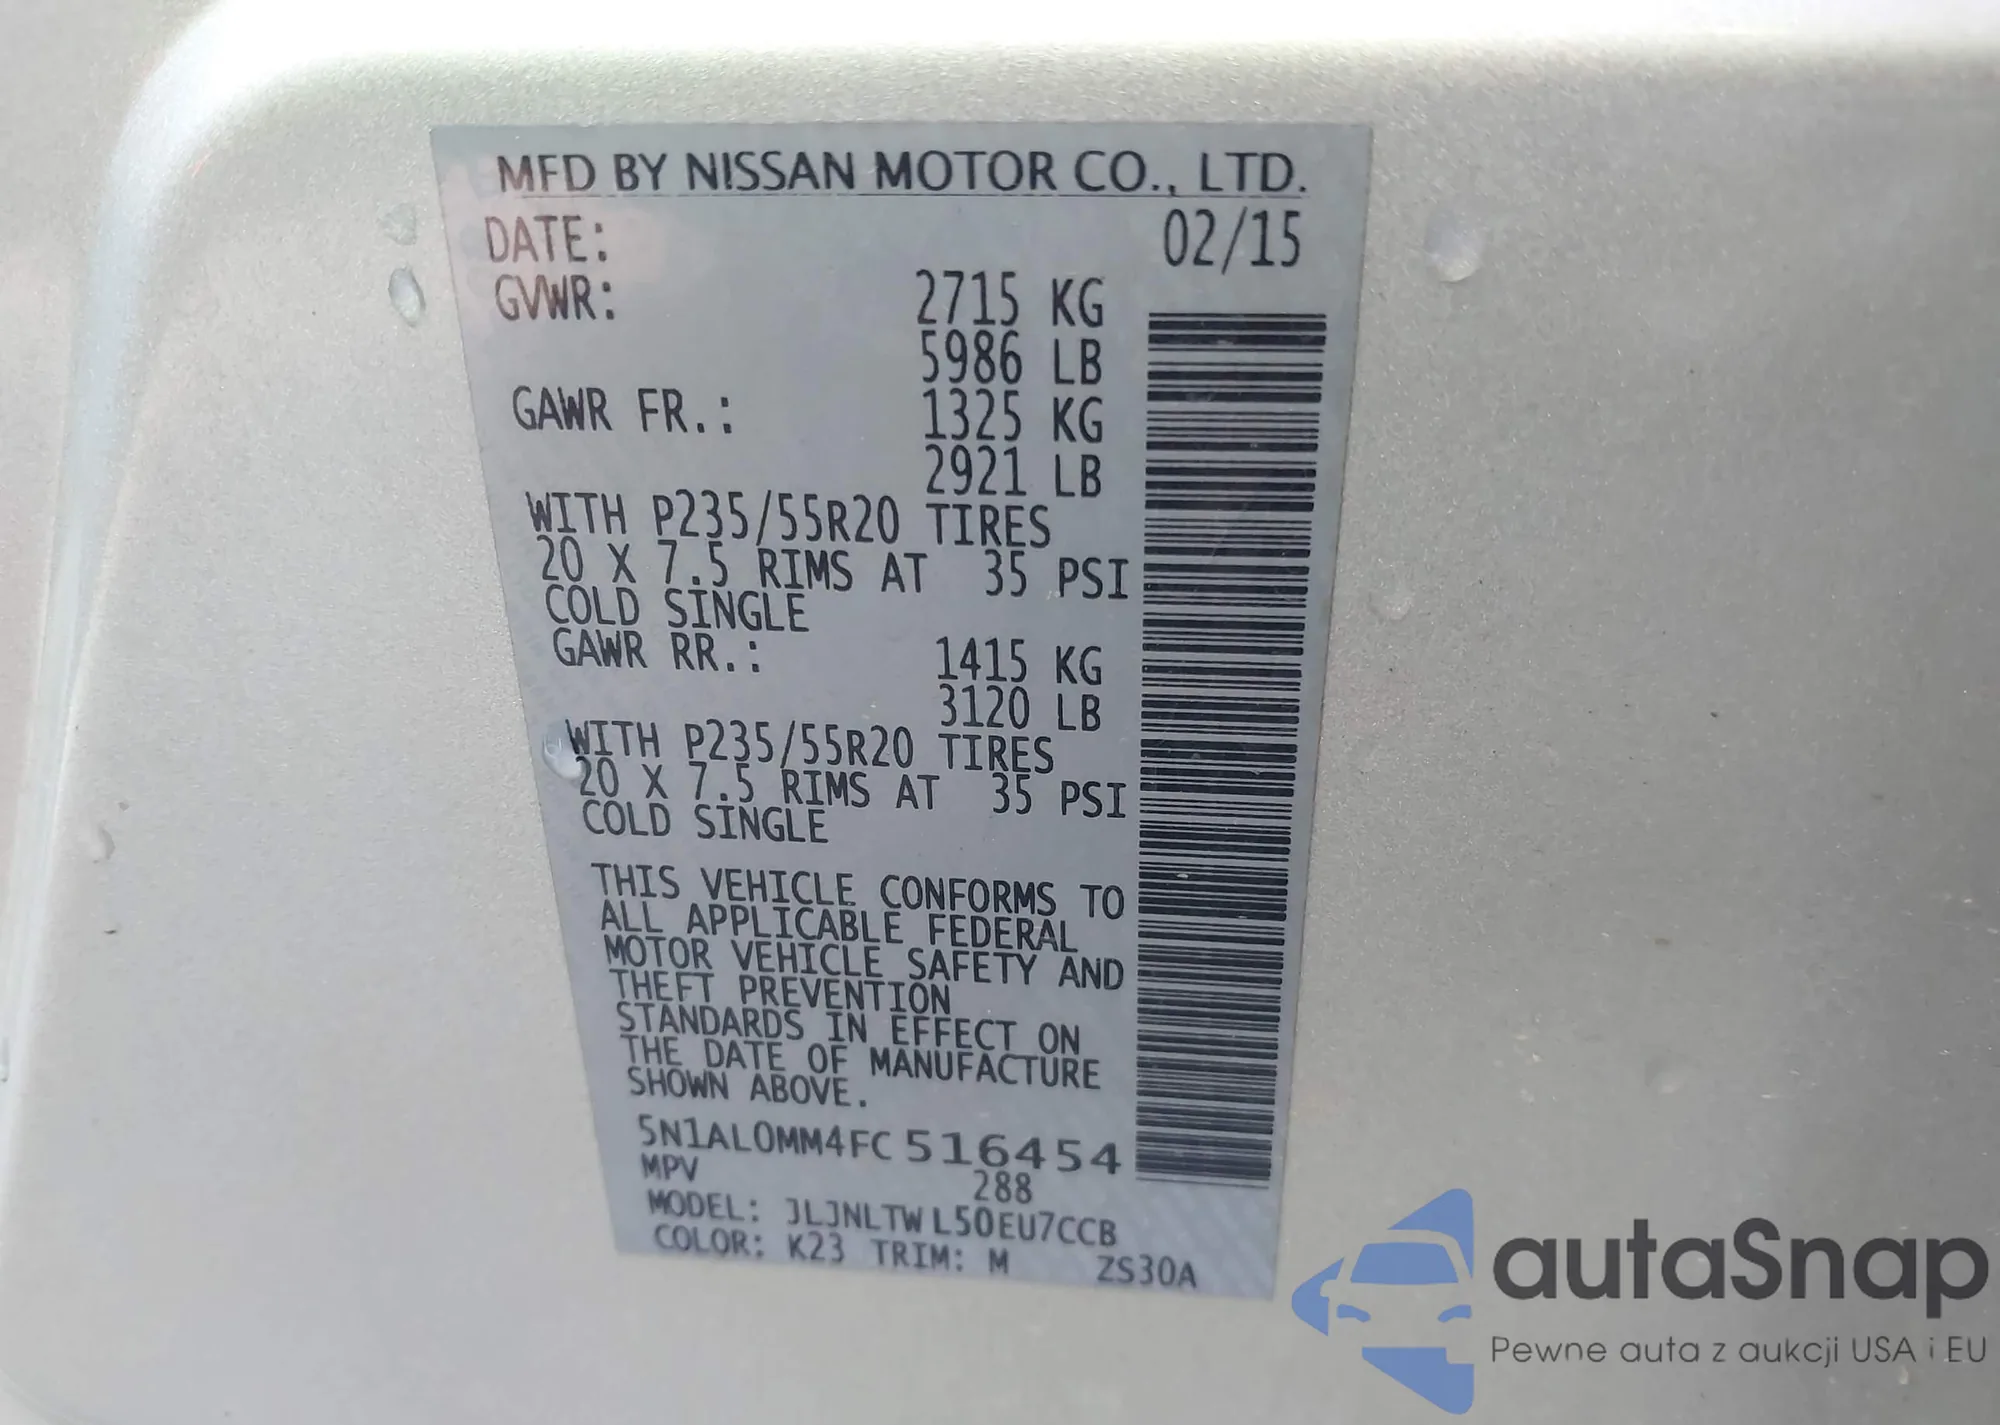 MFD BY NISSAN MOTOR CO., LTD.
DATE: 02/15
GVWR: 2715 KG
5986 LB
GAWR FR.: 1325 KG
2921 LB
WITH P235/55R20 TIRES
20 X 7.5 RIMS AT 35 PSI
COLD SINGLE
GAWR RR.: 1415 KG
3120 LB
WITH P235/55R20 TIRES
20 X 7.5 RIMS AT 35 PSI
COLD SINGLE
THIS VEHICLE CONFORMS TO
ALL APPLICABLE FEDERAL
MOTOR VEHICLE SAFETY AND
THEFT PREVENTION
STANDARDS IN EFFECT ON
THE DATE OF MANUFACTURE
SHOWN ABOVE.
5N1AL0MM4FC 516454
MPV 288
MODEL: JLJNLTW L50EU7CCB
COLOR: K23 TRIM: M ZS30A
autaSnap
Pewne auta z aukcji USA i EU